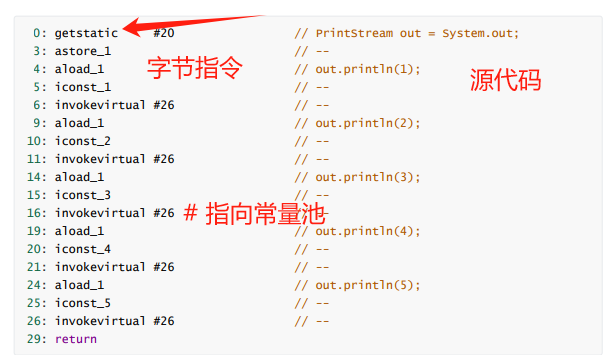 0: getstatic #20 // PrintStream out = System.out;
3: astore_1 // --
4: aload_1 // out.println(1);
字节指令
源代码
5: iconst_1 // --
6: invokevirtual #26 // --
9: aload_1 // out.println(2);
10: iconst_2 // --
11: invokevirtual #26 // --
14: aload_1 // out.println(3);
15: iconst_3 // --
16: invokevirtual #26 // --
# 指向常量池
19: aload_1 // out.println(4);
20: iconst_4 // --
21: invokevirtual #26 // --
24: aload_1 // out.println(5);
25: iconst_5 // --
26: invokevirtual #26 // --
29: return